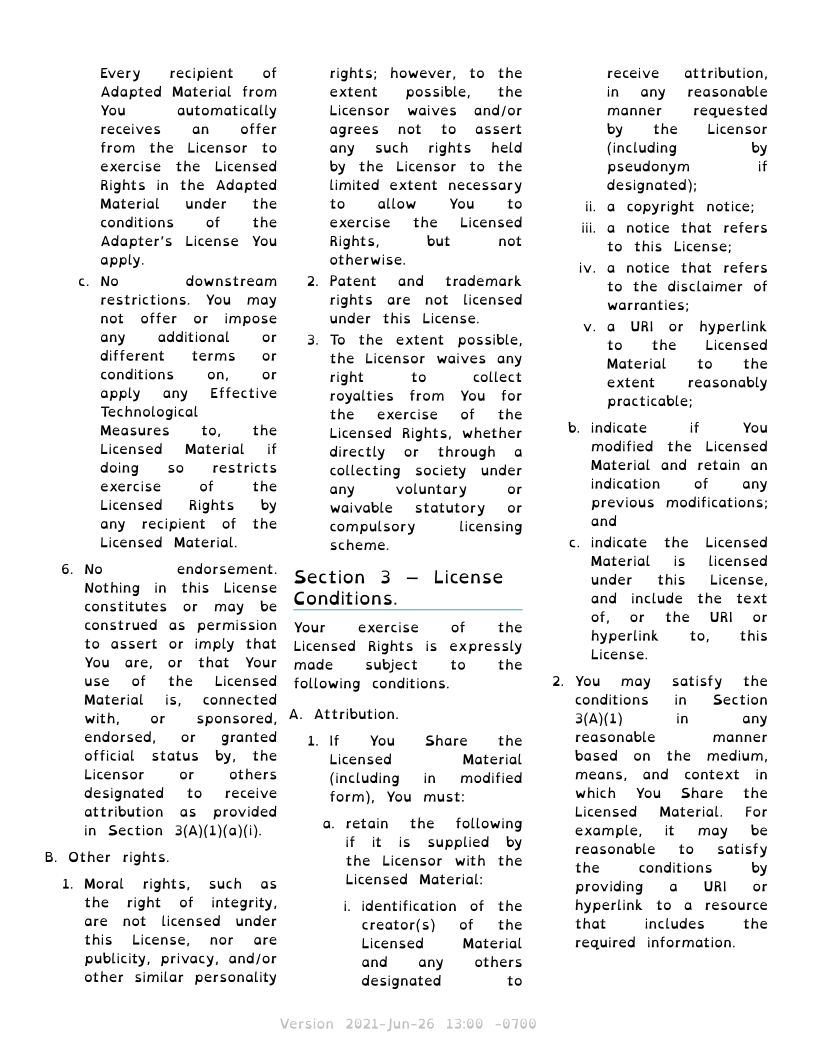 Every recipient of
Adapted Material from
You automatically
receives an offer
from the Licensor to
exercise the Licensed
Rights in the Adapted
Material under the
conditions of the
Adapter's License You
apply.
c. No downstream
restrictions. You may
not offer or impose
any additional or
different terms or
conditions on, or
apply any Effective
Technological
Measures to, the
Licensed Material if
doing so restricts
exercise of the
Licensed Rights by
any recipient of the
Licensed Material.
6. No endorsement.
Nothing in this License
constitutes or may be
construed as permission
to assert or imply that
You are, or that Your
use of the Licensed
Material is, connected
with, or sponsored,
endorsed, or granted
official status by, the
Licensor or others
designated to receive
attribution as provided
in Section 3(A)(1)(a)(i).
B. Other rights.
1. Moral rights, such as
the right of integrity,
are not licensed under
this License, nor are
publicity, privacy, and/or
other similar personality
rights; however, to the
extent possible, the
Licensor waives and/or
agrees not to assert
any such rights held
by the Licensor to the
limited extent necessary
to allow You to
exercise the Licensed
Rights, but not
otherwise.
2. Patent and trademark
rights are not licensed
under this License.
3. To the extent possible,
the Licensor waives any
right to collect
royalties from You for
the exercise of the
Licensed Rights, whether
directly or through a
collecting society under
any voluntary or
waivable statutory or
compulsory licensing
scheme.
Section 3 – License
Conditions.
Your exercise of the
Licensed Rights is expressly
made subject to the
following conditions.
A. Attribution.
1. If You Share the
Licensed Material
(including in modified
form), You must:
a. retain the following
if it is supplied by
the Licensor with the
Licensed Material:
i. identification of the
creator(s) of the
Licensed Material
and any others
designated to
receive attribution,
in any reasonable
manner requested
by the Licensor
(including by
pseudonym if
designated);
ii. a copyright notice;
iii. a notice that refers
to this License;
iv. a notice that refers
to the disclaimer of
warranties;
v. a URI or hyperlink
to the Licensed
Material to the
extent reasonably
practicable;
b. indicate if You
modified the Licensed
Material and retain an
indication of any
previous modifications;
and
c. indicate the Licensed
Material is licensed
under this License,
and include the text
of, or the URI or
hyperlink to, this
License.
2. You may satisfy the
conditions in Section
3(A)(1) in any
reasonable manner
based on the medium,
means, and context in
which You Share the
Licensed Material. For
example, it may be
reasonable to satisfy
the conditions by
providing a URI or
hyperlink to a resource
that includes the
required information.
Version 2021-Jun-26 13:00 -0700